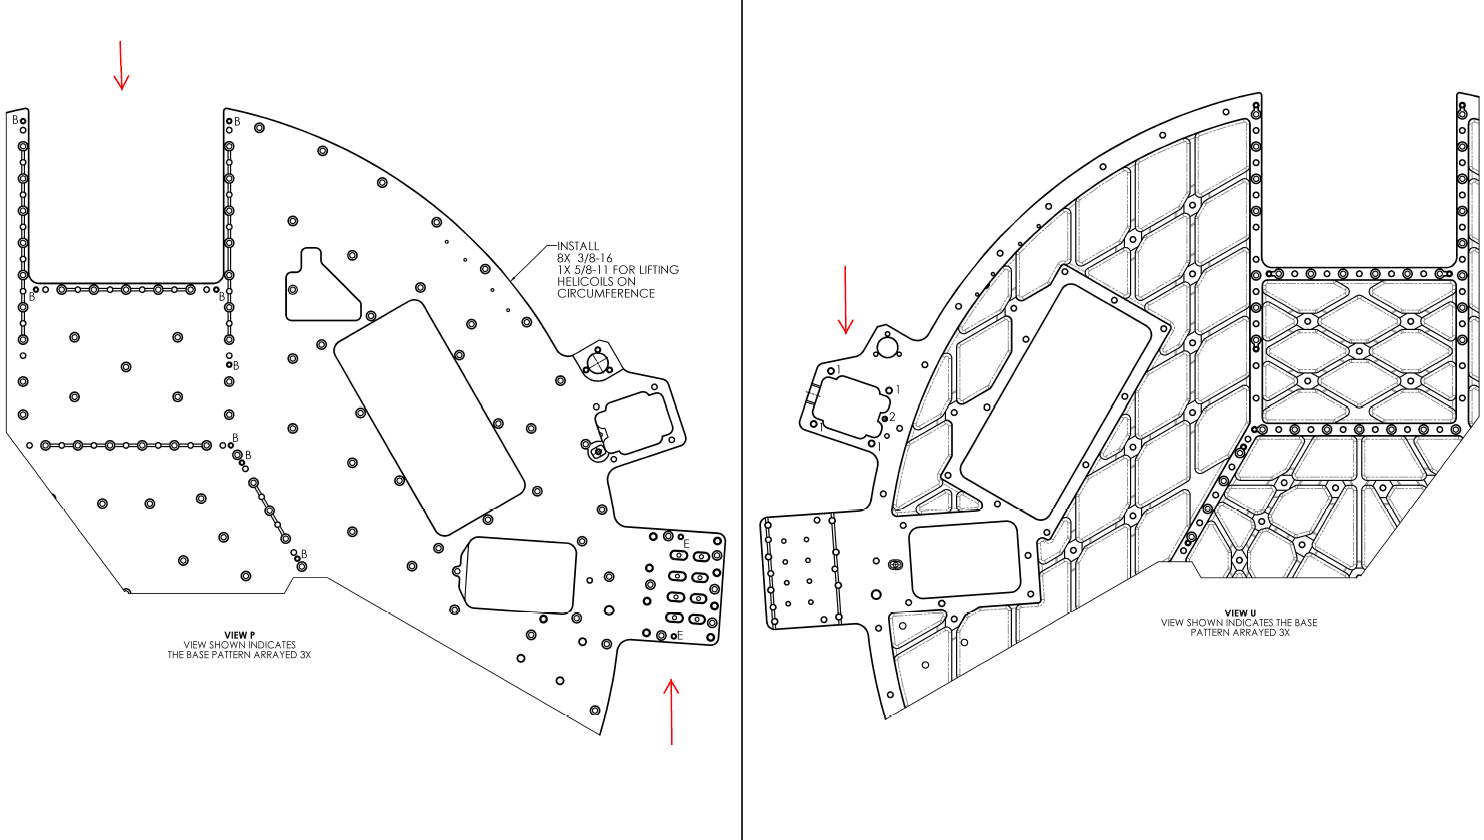 B
B
INSTALL
8X 3/8-16
1X 5/8-11 FOR LIFTING
HELICOILS ON
CIRCUMFERENCE
B
B
B
B
B
B
E
E
VIEW P
VIEW SHOWN INDICATES
THE BASE PATTERN ARRAYED 3X
1
1
2
1
1
VIEW U
VIEW SHOWN INDICATES THE BASE
PATTERN ARRAYED 3X